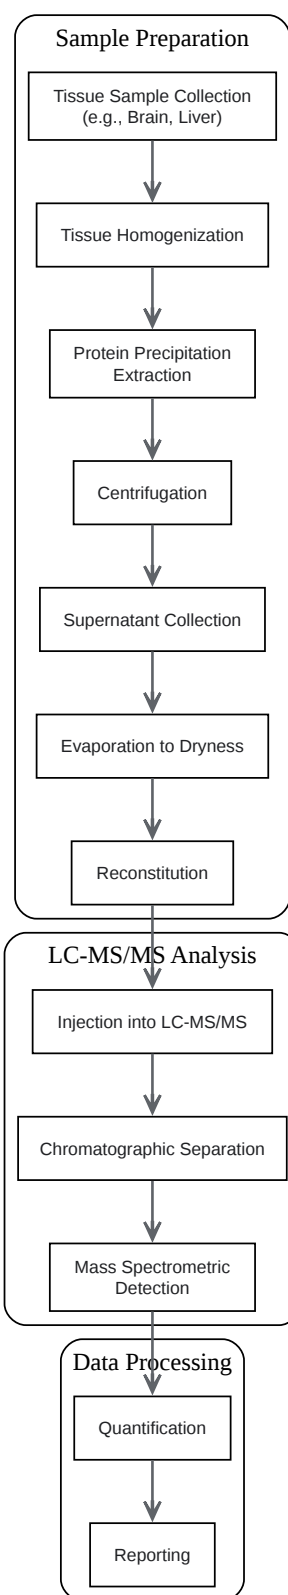 Sample Preparation
Tissue Sample Collection
(e.g., Brain, Liver)
Tissue Homogenization
Protein Precipitation
Extraction
Centrifugation
Supernatant Collection
Evaporation to Dryness
Reconstitution
LC-MS/MS Analysis
Injection into LC-MS/MS
Chromatographic Separation
Mass Spectrometric
Detection
Data Processing
Quantification
Reporting